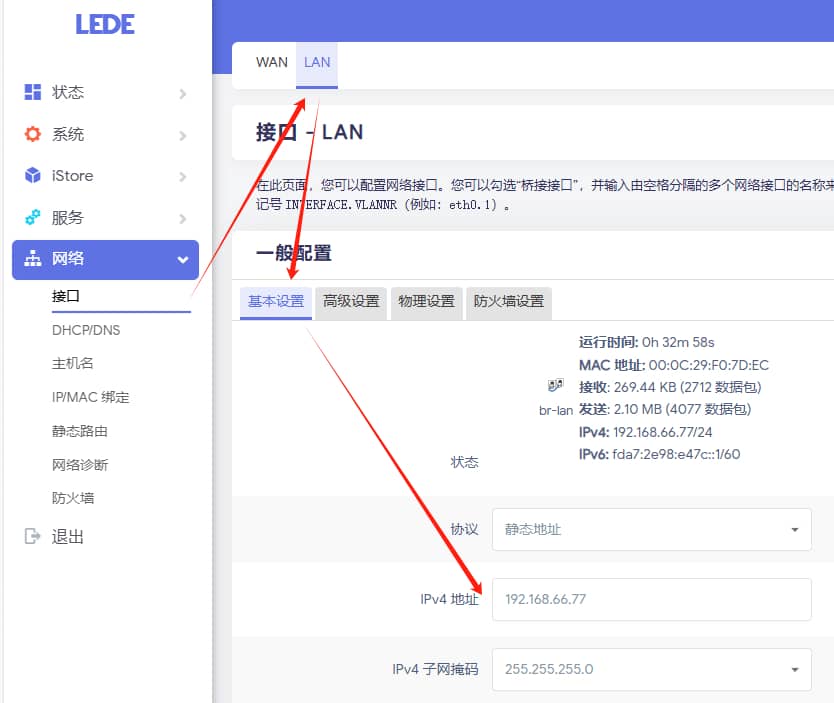 LEDE
状态
系统
iStore
服务
网络
接口
DHCP/DNS
主机名
IP/MAC 绑定
静态路由
网络诊断
防火墙
退出
WAN LAN
接口 - LAN
在此页面，您可以配置网络接口。您可以勾选“桥接接口”，并输入由空格分隔的多个网络接口的名称来
记号 INTERFACE.VLANNR（例如：eth0.1）。
一般配置
基本设置 高级设置 物理设置 防火墙设置
状态
br-lan
运行时间: 0h 32m 58s
MAC 地址: 00:0C:29:F0:7D:EC
接收: 269.44 KB (2712 数据包)
发送: 2.10 MB (4077 数据包)
IPv4: 192.168.66.77/24
IPv6: fda7:2e98:e47c::1/60
协议 静态地址
IPv4 地址 192.168.66.77
IPv4 子网掩码 255.255.255.0